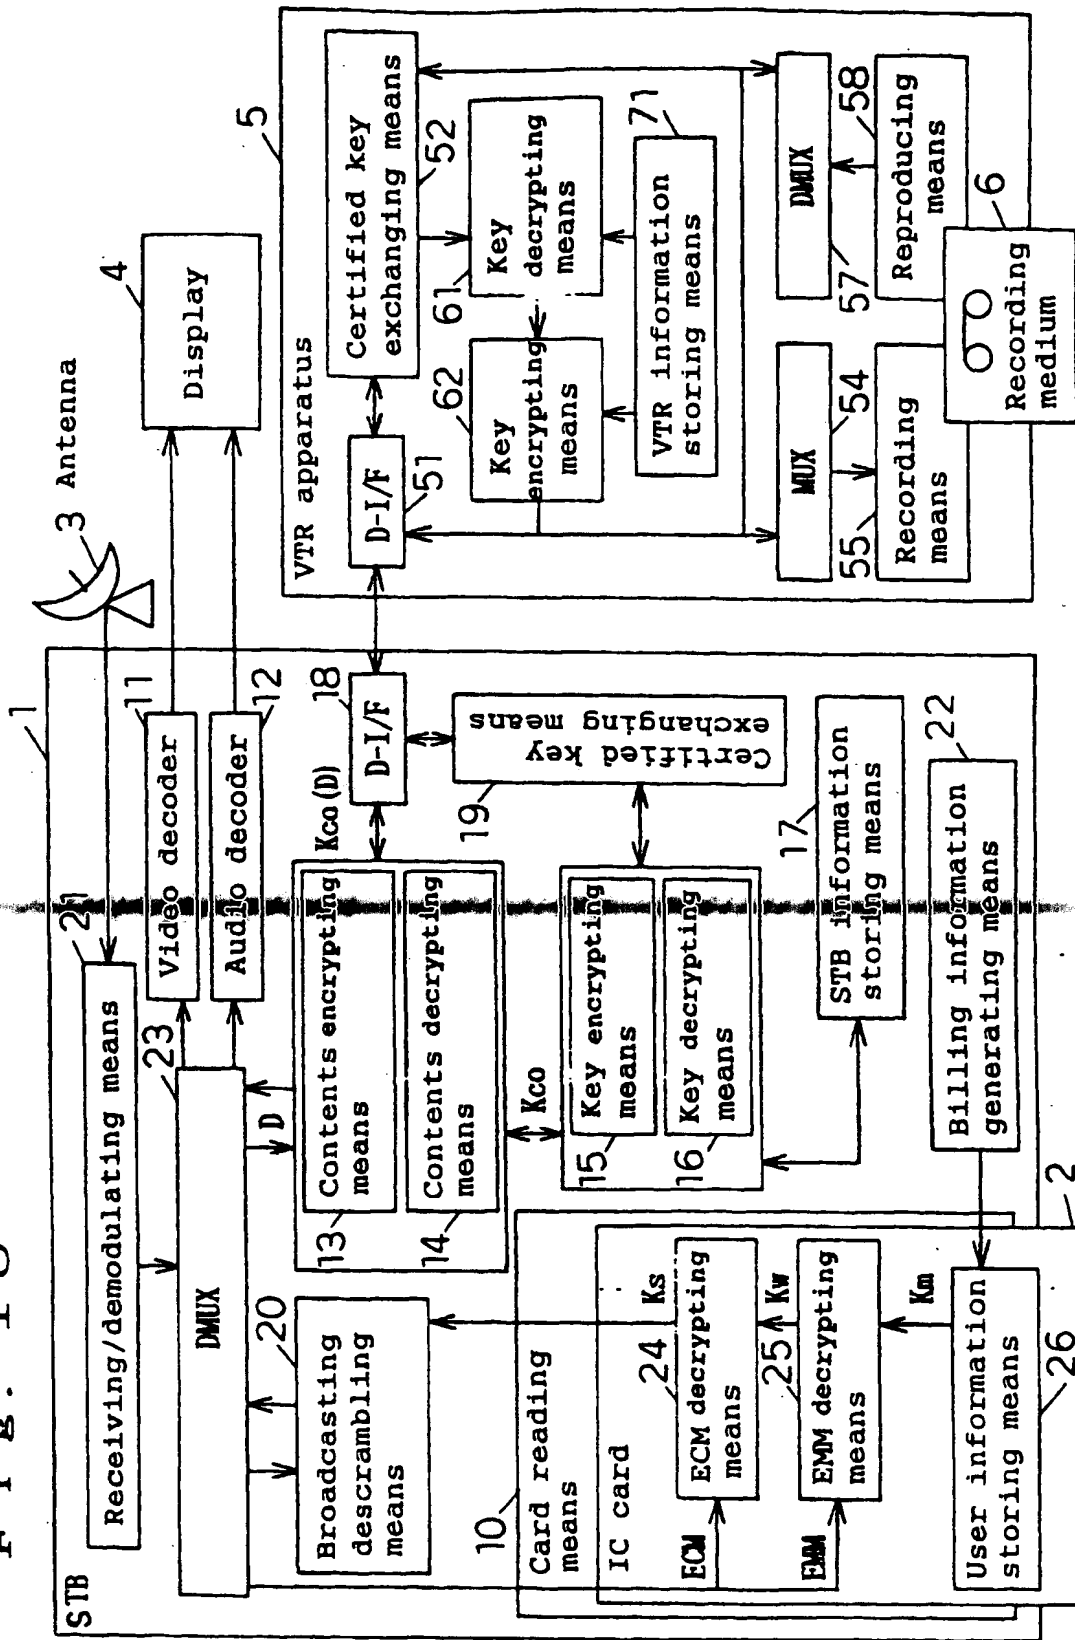 Fig. 10
STB
1
Receiving/demodulating means
21
DMUX
23
Video decoder
11
Audio decoder
12
3
Antenna
4
Display
Broadcasting
descrambling
means
20
D
Contents encrypting
means
13
Contents decrypting
means
14
Kco(D)
D-I/F
18
Certified key
exchanging means
19
Kco
Key encrypting
means
15
Key decrypting
means
16
STB information
storing means
17
Billing information
generating means
22
10
Card reading
means
IC card
2
ECM
ECM decrypting
means
24
Ks
EMM
EMM decrypting
means
25
Kw
Km
User information
storing means
26
VTR apparatus
5
D-I/F
51
Certified key
exchanging means
52
Key
encrypting
means
62
Key
decrypting
means
61
VTR information
storing means
71
MUX
54
DMUX
57
Recording
means
55
Reproducing
means
58
Recording
medium
6